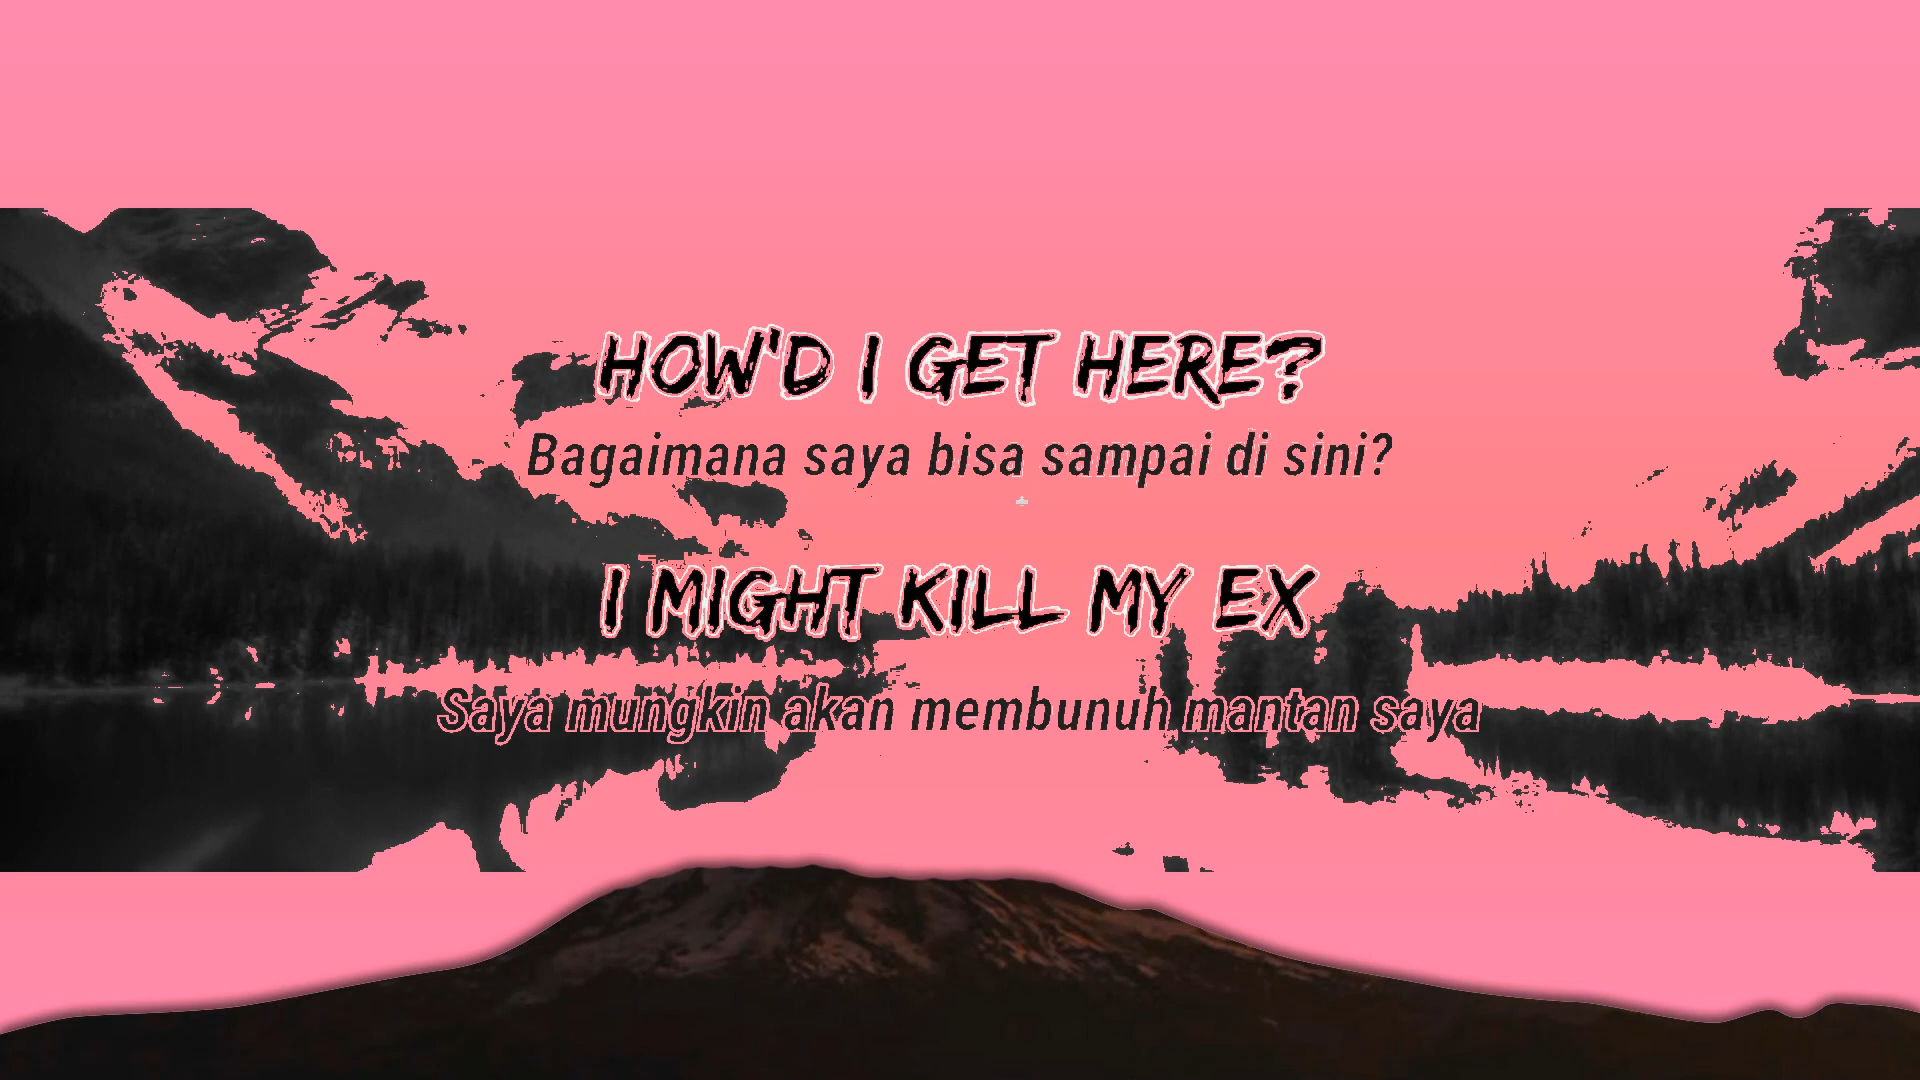 HOW'D I GET HERE?
Bagaimana saya bisa sampai di sini?
I MIGHT KILL MY EX
Saya mungkin akan membunuh mantan saya